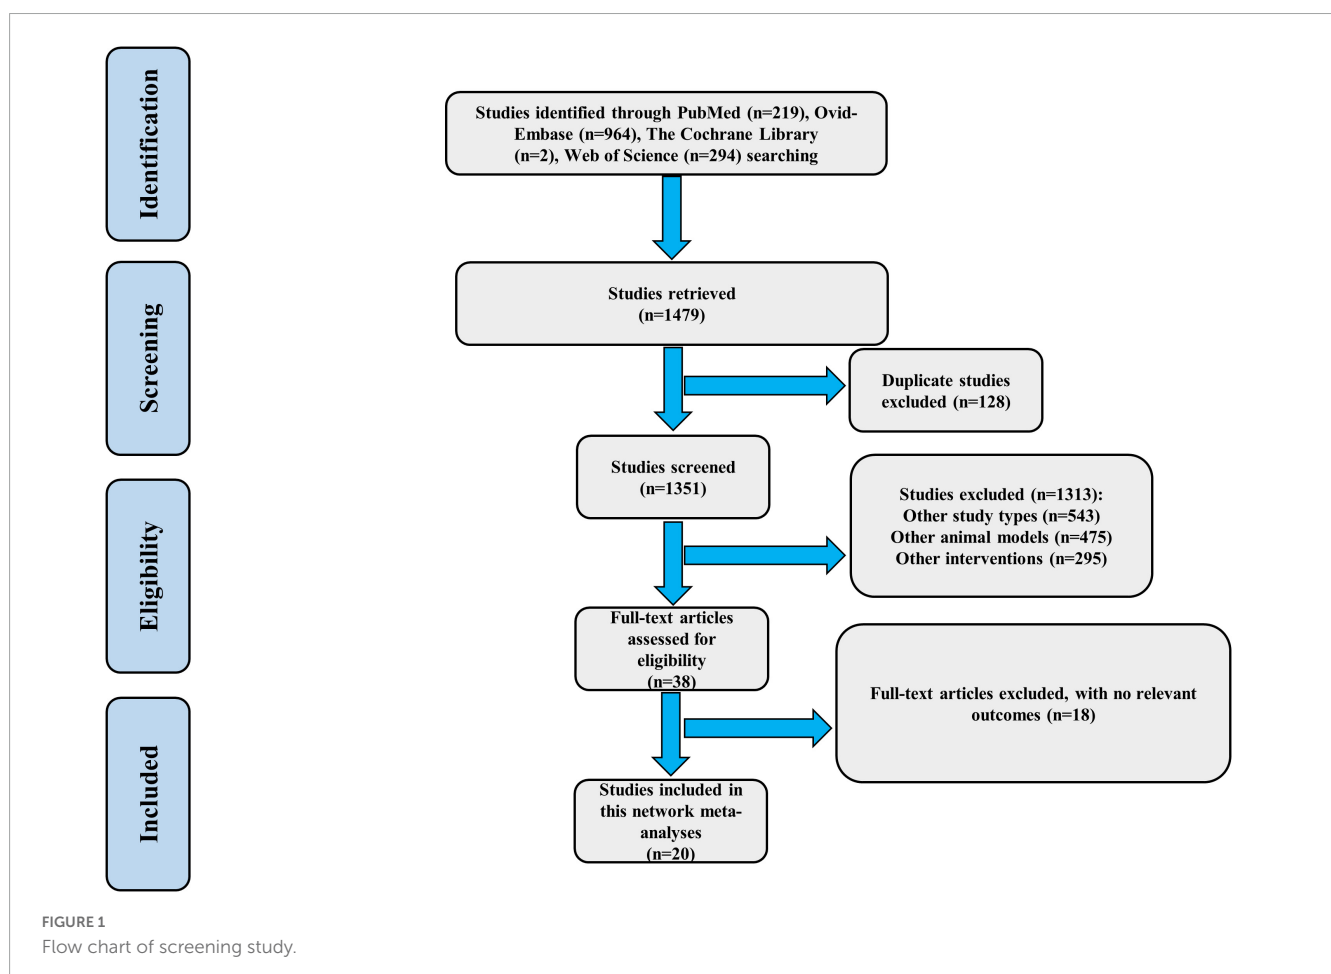 Identification
Studies identified through PubMed (n=219), Ovid-
Embase (n=964), The Cochrane Library
(n=2), Web of Science (n=294) searching
Screening
Studies retrieved
(n=1479)
Duplicate studies
excluded (n=128)
Studies screened
(n=1351)
Eligibility
Studies excluded (n=1313):
Other study types (n=543)
Other animal models (n=475)
Other interventions (n=295)
Full-text articles
assessed for
eligibility
(n=38)
Full-text articles excluded, with no relevant
outcomes (n=18)
Included
Studies included in
this network meta-
analyses
(n=20)
FIGURE 1
Flow chart of screening study.